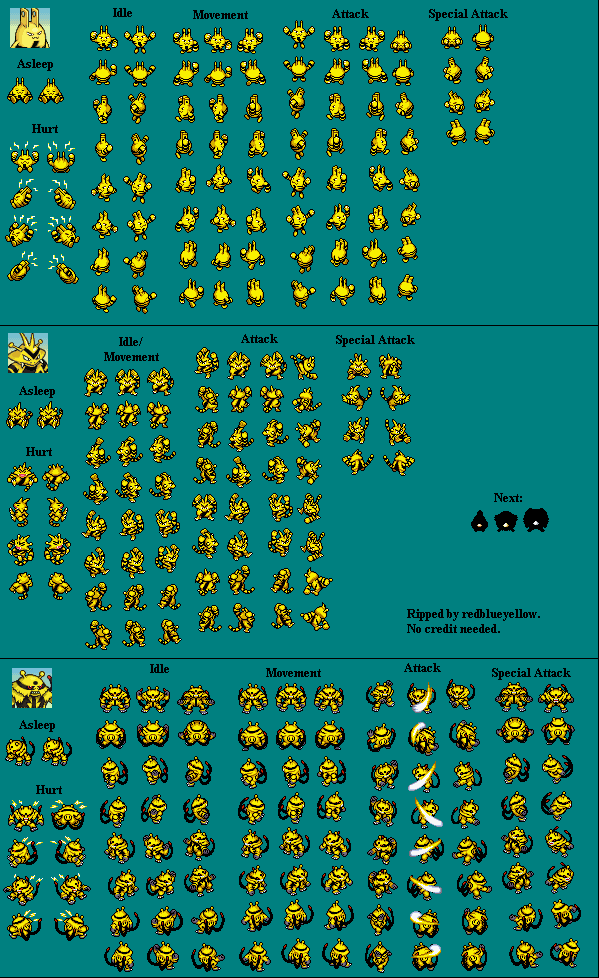 Idle
Movement
Attack
Special Attack
Asleep
Hurt
Idle/
Movement
Attack
Special Attack
Asleep
Hurt
Next:
Ripped by redblueyellow.
No credit needed.
Idle
Movement
Attack
Special Attack
Asleep
Hurt